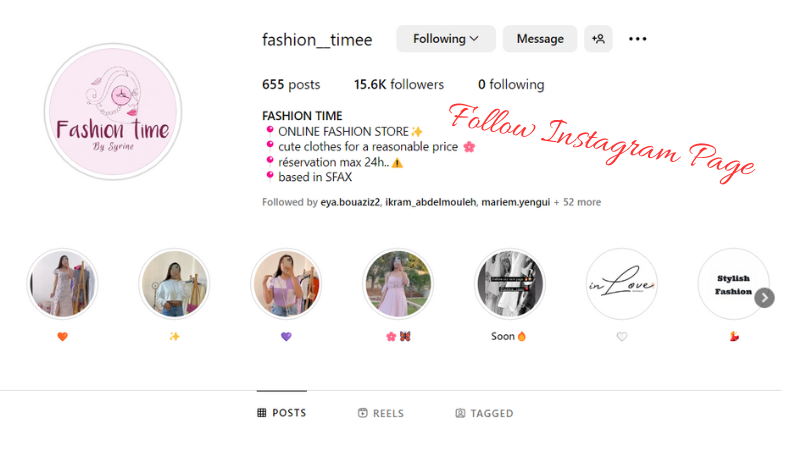 fashion__timee Following Message
655 posts 15.6K followers 0 following
FASHION TIME
ONLINE FASHION STORE✨
cute clothes for a reasonable price 🌸
réservation max 24h.. ⚠️
based in SFAX
Followed by eya.bouaziz2, ikram_abdelmouleh, mariem.yengui + 52 more
Follow Instagram Page
Fashion time
By Syrine
in Love
Stylish
Fashion
Soon🔥
POSTS REELS TAGGED